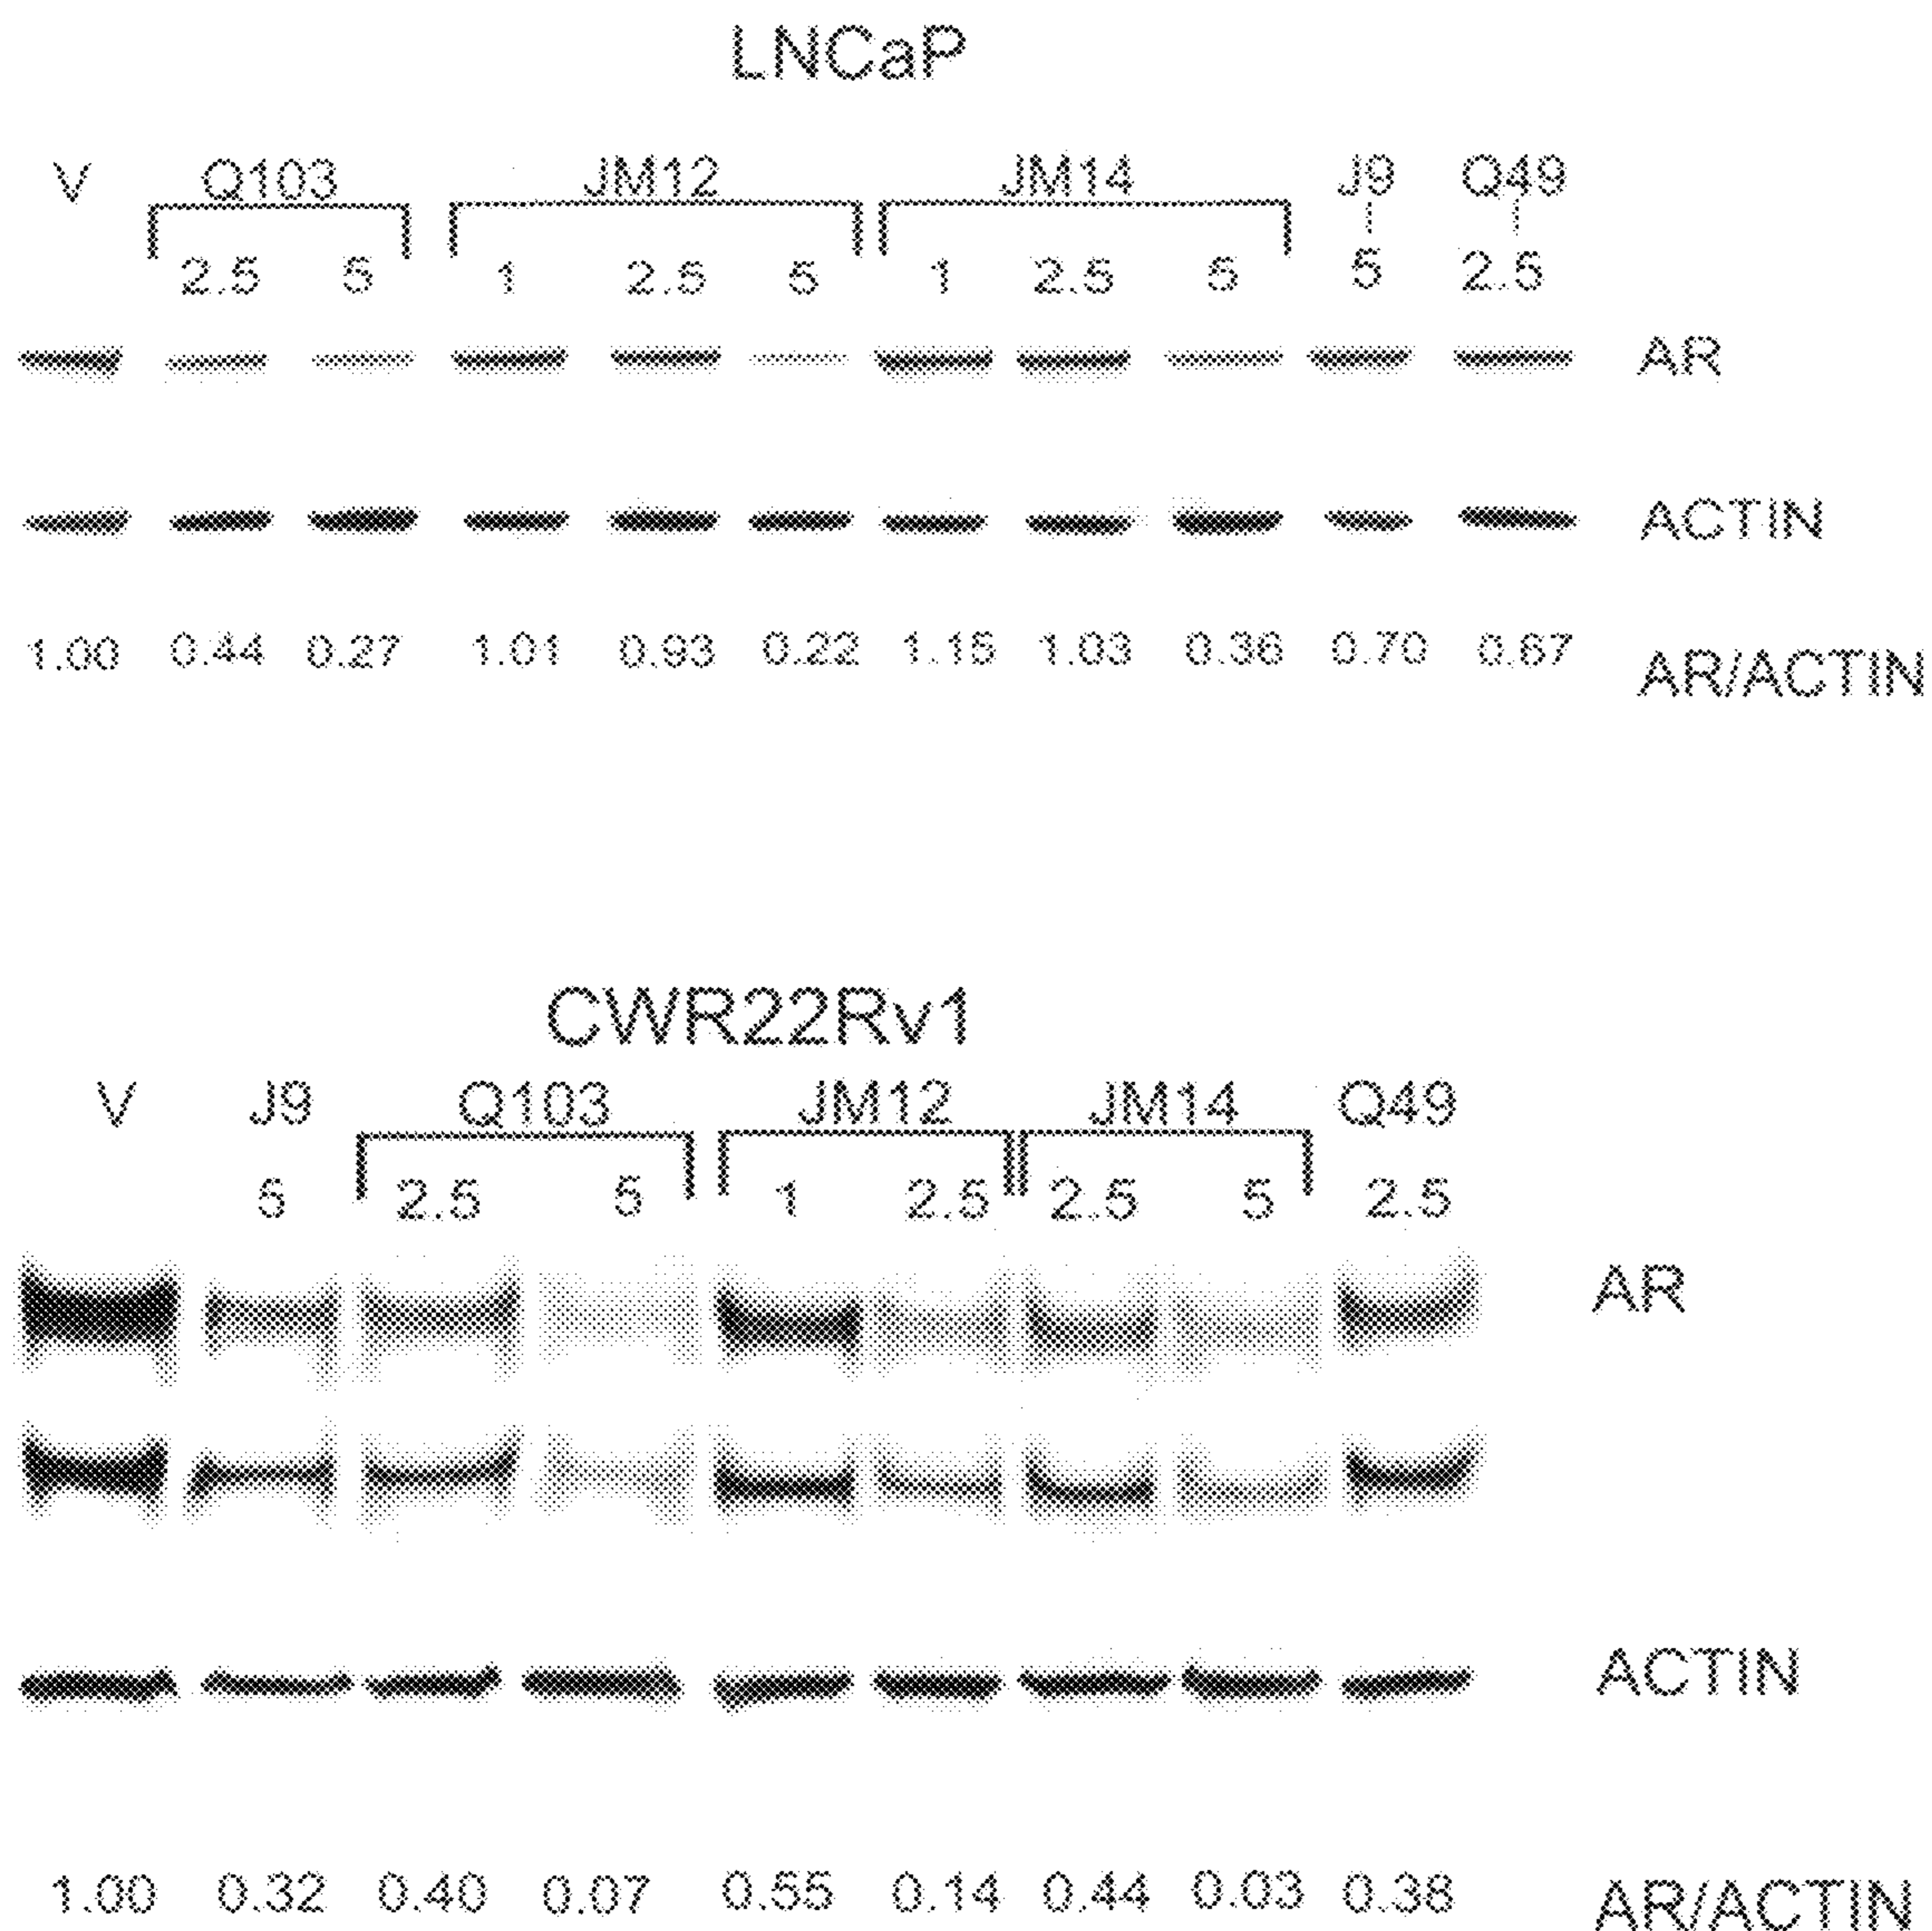 LNCaP
V Q103 JM12 JM14 J9 Q49
2.5 5 1 2.5 5 1 2.5 5 5 2.5
AR
ACTIN
1.00 0.44 0.27 1.01 0.93 0.22 1.15 1.03 0.36 0.70 0.67
AR/ACTIN
CWR22Rv1
V J9 Q103 JM12 JM14 Q49
5 2.5 5 1 2.5 2.5 5 2.5
AR
ACTIN
1.00 0.32 0.40 0.07 0.55 0.14 0.44 0.03 0.38
AR/ACTIN